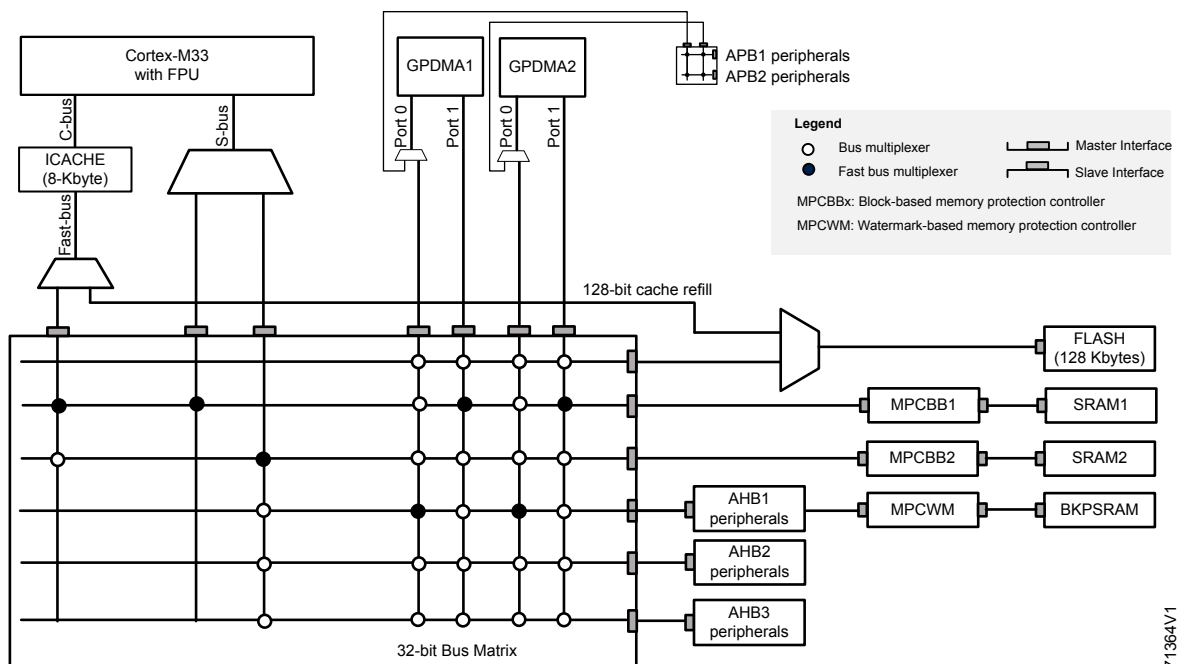 Cortex-M33
with FPU
C-bus
S-bus
ICACHE
(8-Kbyte)
Fast-bus
GPDMA1
GPDMA2
Port 0
Port 1
Port 0
Port 1
APB1 peripherals
APB2 peripherals
Legend
Bus multiplexer
Fast bus multiplexer
Master Interface
Slave Interface
MPCBBx: Block-based memory protection controller
MPCWM: Watermark-based memory protection controller
128-bit cache refill
FLASH
(128 Kbytes)
MPCBB1
SRAM1
MPCBB2
SRAM2
AHB1
peripherals
MPCWM
BKPSRAM
AHB2
peripherals
AHB3
peripherals
32-bit Bus Matrix
71364V1